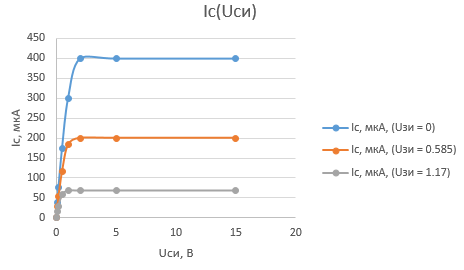 Ic(Uси)
450
400
350
300
250
200
150
100
50
0
Ic, мкА
0 5 10 15 20
Uси, В
Ic, мкА, (Uзи = 0)
Ic, мкА, (Uзи = 0.585)
Ic, мкА, (Uзи = 1.17)